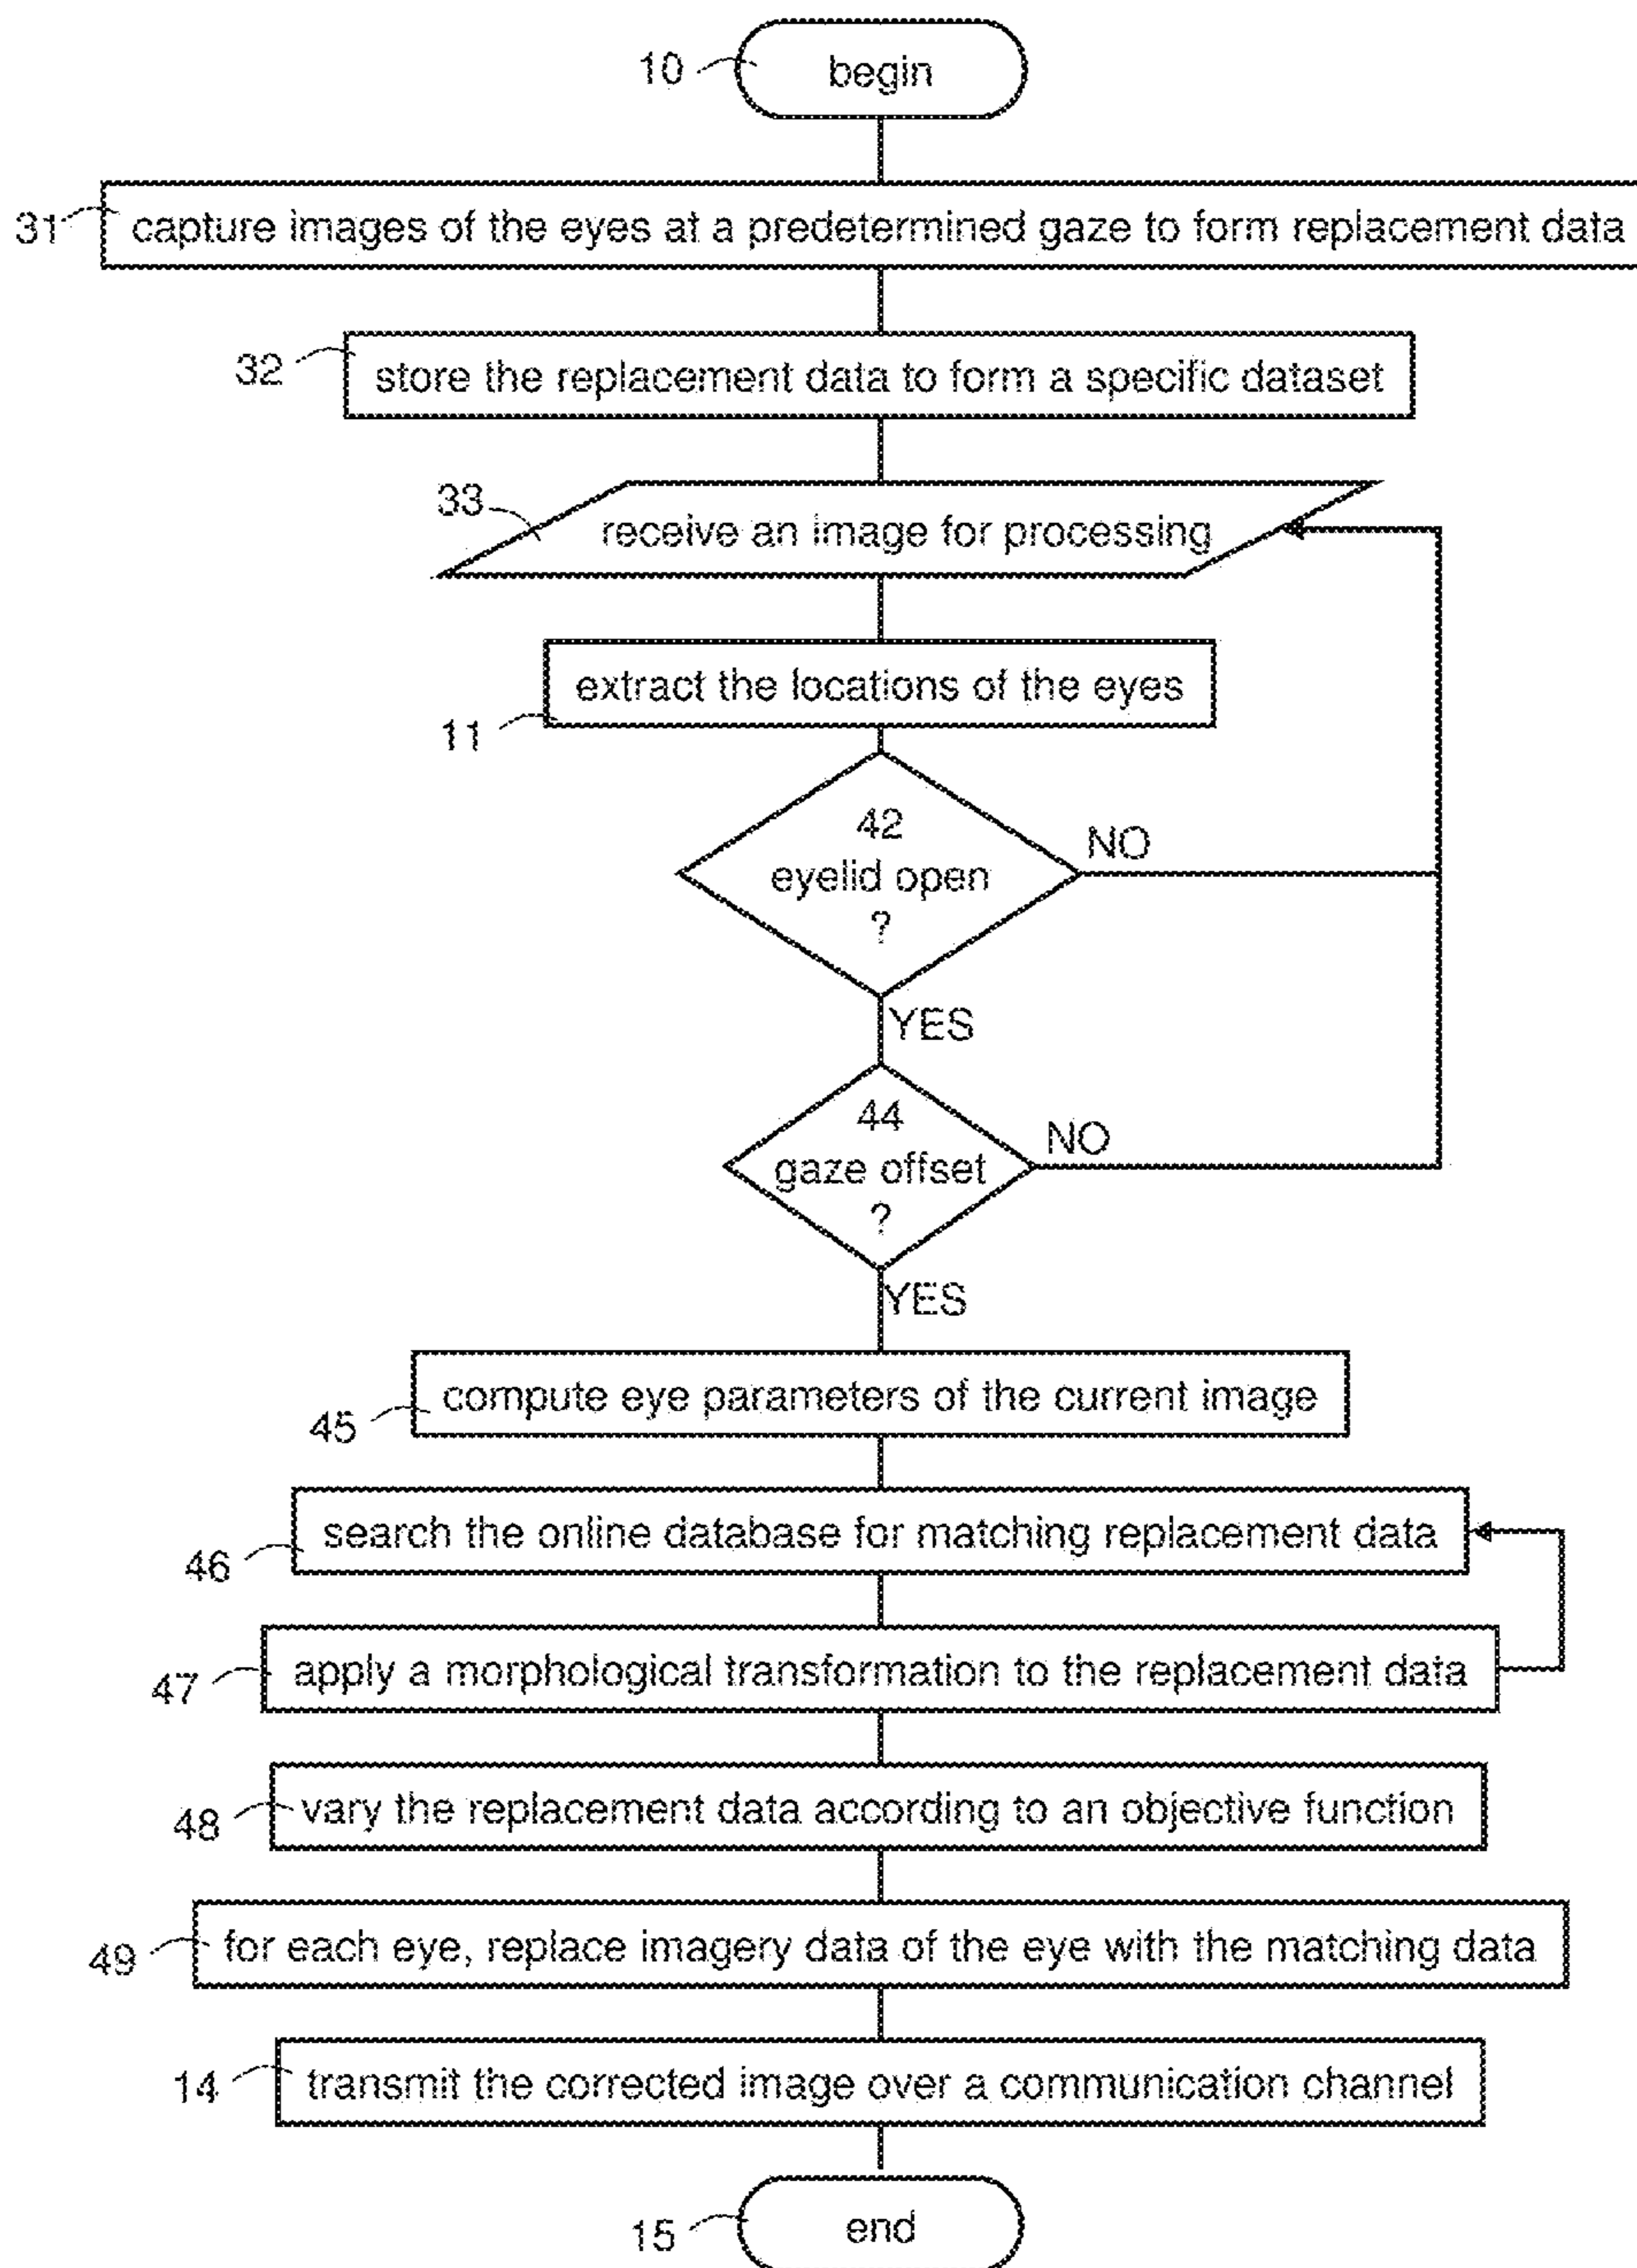 10 begin
31 capture images of the eyes at a predetermined gaze to form replacement data
32 store the replacement data to form a specific dataset
33 receive an image for processing
extract the locations of the eyes
11
42
eyelid open
?
NO
YES
44
gaze offset
?
NO
YES
compute eye parameters of the current image
45
search the online database for matching replacement data
46
apply a morphological transformation to the replacement data
47
vary the replacement data according to an objective function
48
for each eye, replace imagery data of the eye with the matching data
49
14 transmit the corrected image over a communication channel
15 end